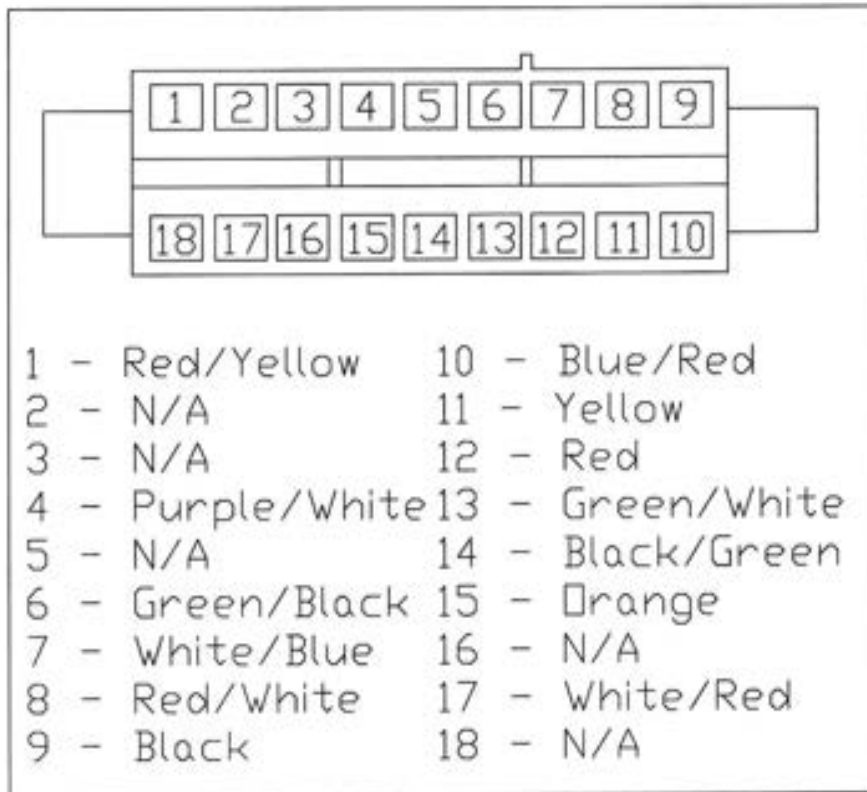 1 2 3 4 5 6 7 8 9
18 17 16 15 14 13 12 11 10
1 - Red/Yellow
2 - N/A
3 - N/A
4 - Purple/White
5 - N/A
6 - Green/Black
7 - White/Blue
8 - Red/White
9 - Black
10 - Blue/Red
11 - Yellow
12 - Red
13 - Green/White
14 - Black/Green
15 - Orange
16 - N/A
17 - White/Red
18 - N/A